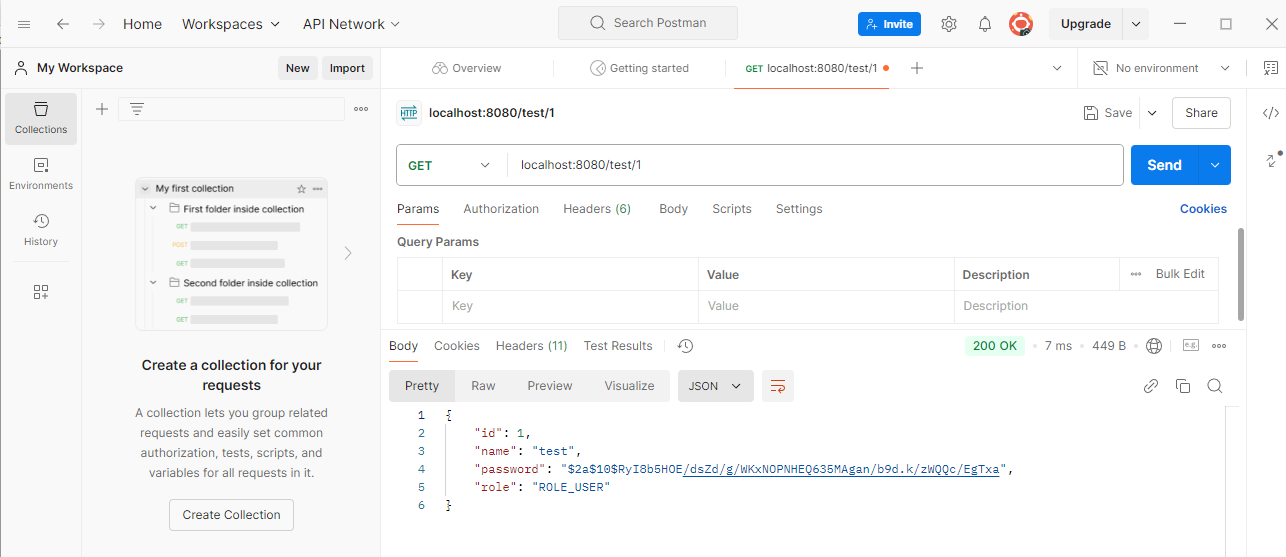 Home Workspaces API Network Search Postman Invite Upgrade
My Workspace New Import Overview Getting started GET localhost:8080/test/1 No environment
Collections
Environments
History
My first collection
First folder inside collection
GET
POST
GET
Second folder inside collection
GET
GET
Create a collection for your
requests
A collection lets you group related
requests and easily set common
authorization, tests, scripts, and
variables for all requests in it.
Create Collection
HTTP localhost:8080/test/1 Save Share
GET localhost:8080/test/1 Send
Params Authorization Headers (6) Body Scripts Settings Cookies
Query Params
Key Value Description Bulk Edit
Key Value Description
Body Cookies Headers (11) Test Results 200 OK 7 ms 449 B e.g.
Pretty Raw Preview Visualize JSON
1 {
2 "id": 1,
3 "name": "test",
4 "password": "$2a$10$RyI8b5HOE/dsZd/g/WKxNOPNHEQ635MAgan/b9d.k/zWQQc/EgTxa",
5 "role": "ROLE_USER"
6 }